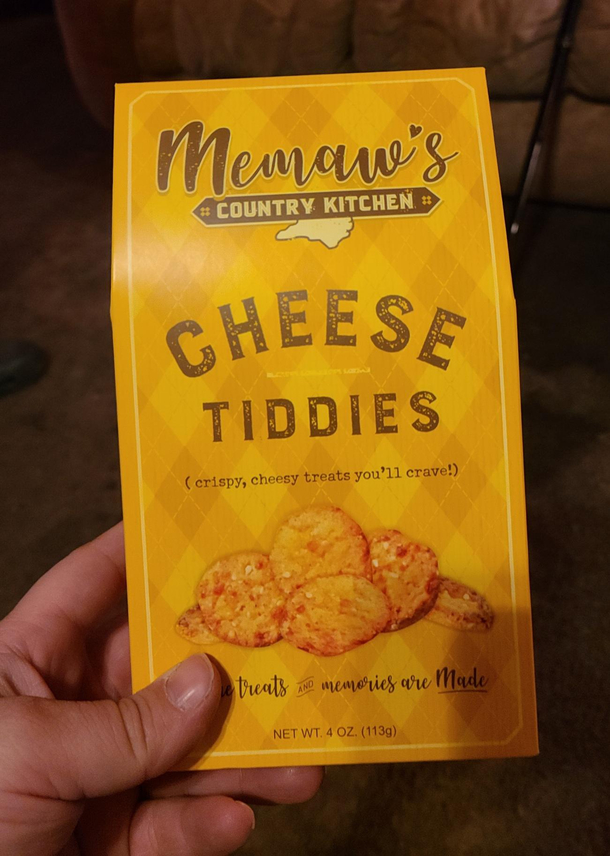 Memaw's
COUNTRY KITCHEN
CHEESE
TIDDIES
( crispy, cheesy treats you'll crave!)
treats AND memories are Made
NET WT. 4 OZ. (113g)